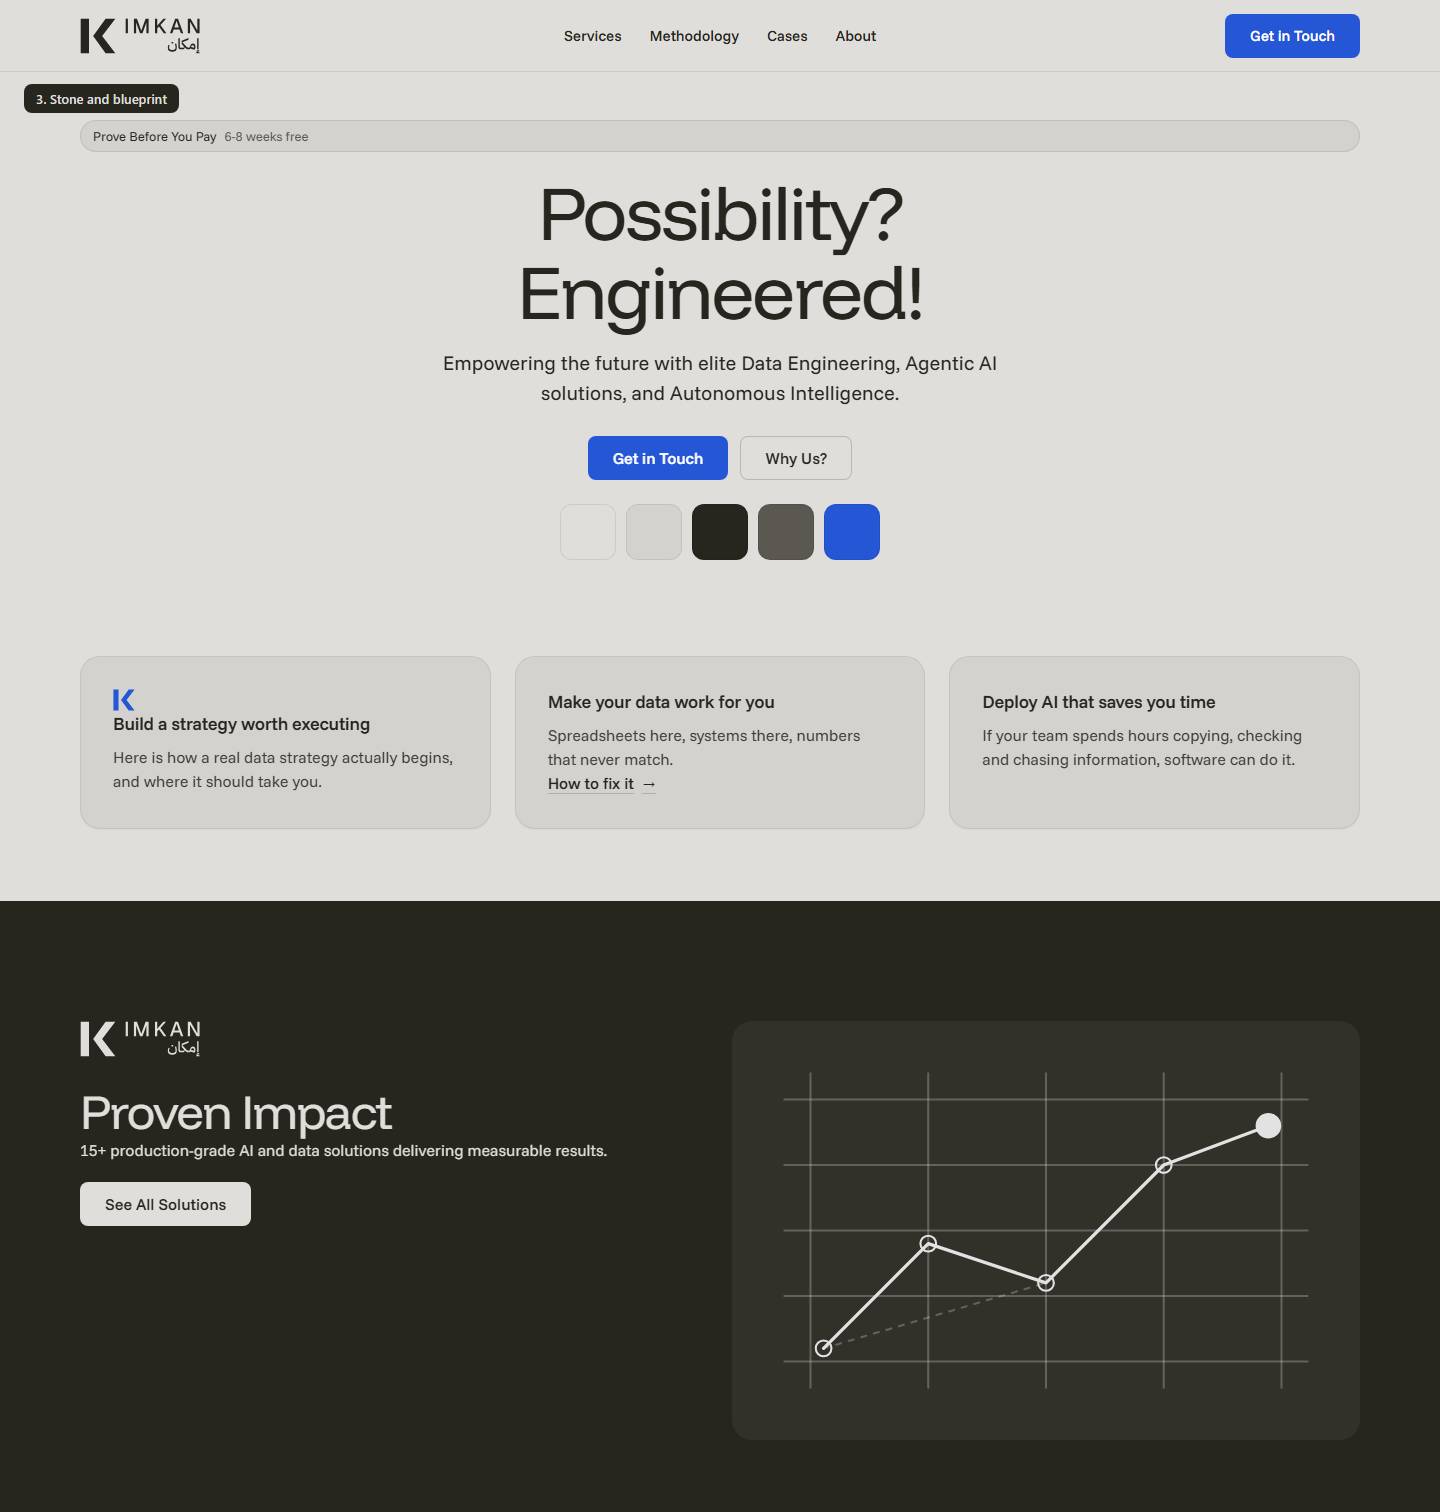 IMKAN
إمكان
Services
Methodology
Cases
About
Get in Touch
3. Stone and blueprint
Prove Before You Pay 6-8 weeks free
Possibility?
Engineered!
Empowering the future with elite Data Engineering, Agentic AI
solutions, and Autonomous Intelligence.
Get in Touch
Why Us?
Build a strategy worth executing
Here is how a real data strategy actually begins,
and where it should take you.
Make your data work for you
Spreadsheets here, systems there, numbers
that never match.
How to fix it →
Deploy AI that saves you time
If your team spends hours copying, checking
and chasing information, software can do it.
IMKAN
إمكان
Proven Impact
15+ production-grade AI and data solutions delivering measurable results.
See All Solutions